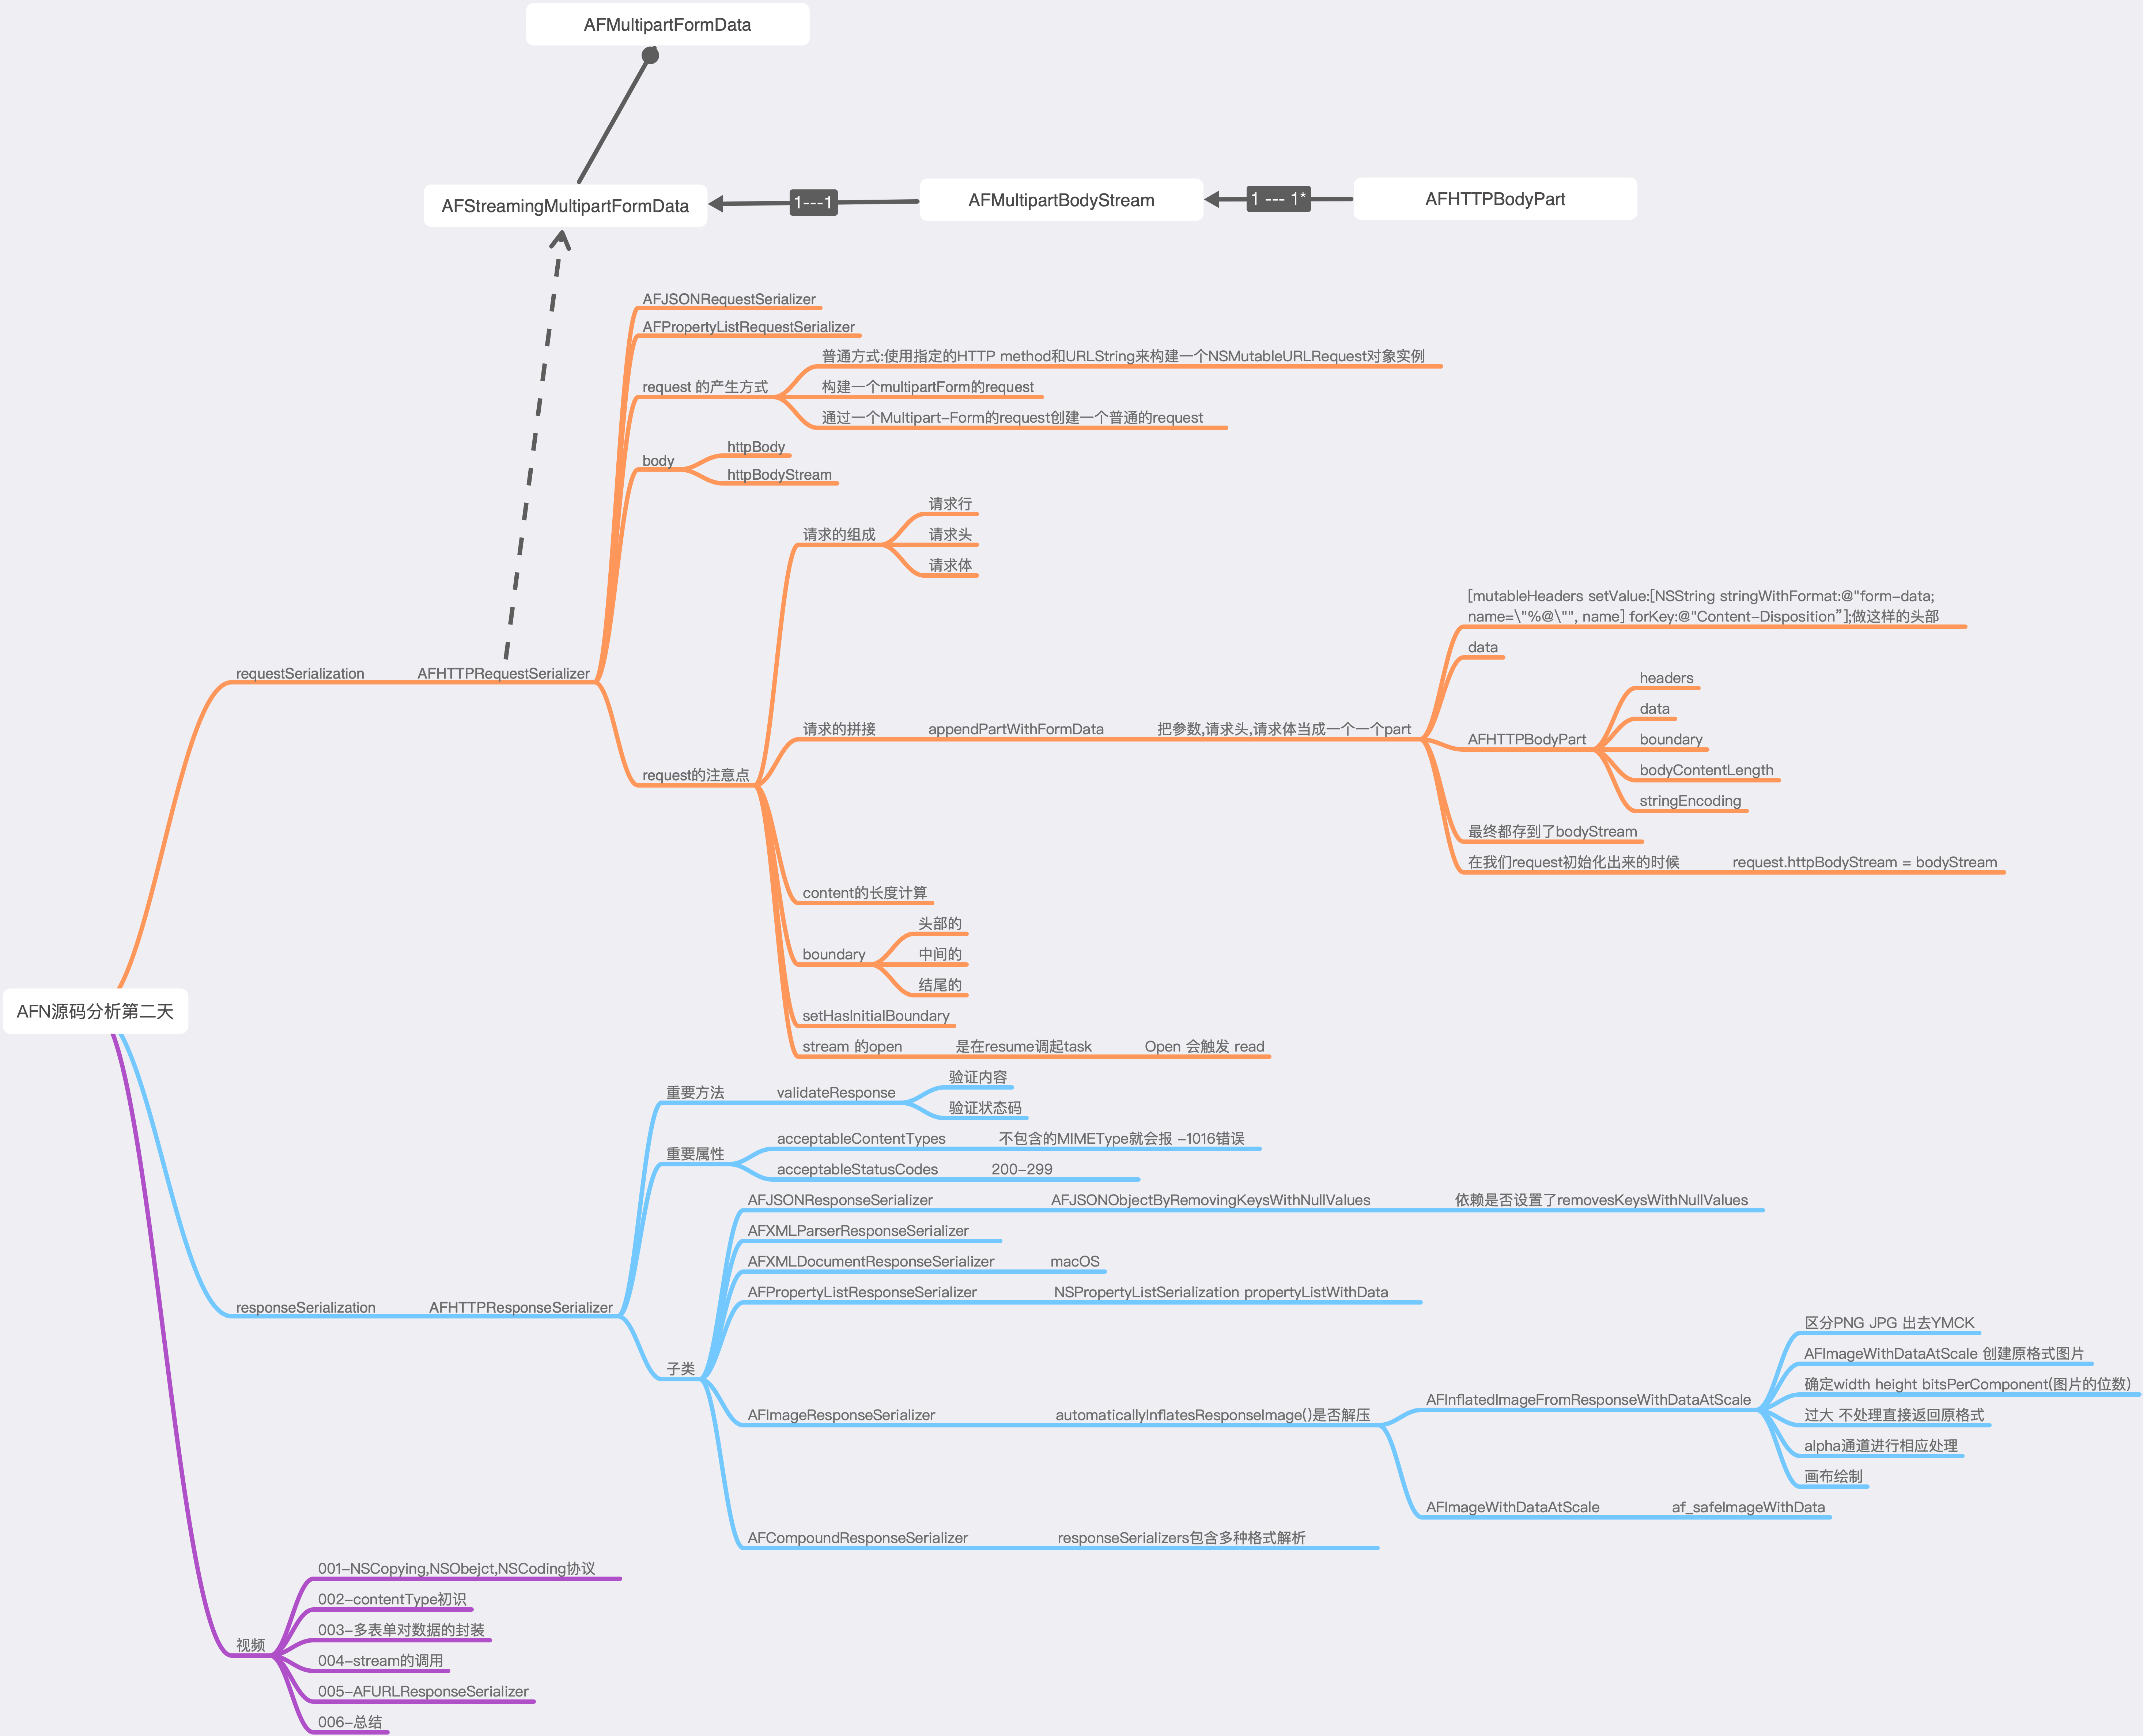 AFMultipartFormData
AFStreamingMultipartFormData
1---1
AFMultipartBodyStream
1 --- 1*
AFHTTPBodyPart
AFN源码分析第二天
requestSerialization
AFHTTPRequestSerializer
AFJSONRequestSerializer
AFPropertyListRequestSerializer
request 的产生方式
普通方式:使用指定的HTTP method和URLString来构建一个NSMutableURLRequest对象实例
构建一个multipartForm的request
通过一个Multipart-Form的request创建一个普通的request
body
httpBody
httpBodyStream
request的注意点
请求的组成
请求行
请求头
请求体
请求的拼接
appendPartWithFormData
把参数,请求头,请求体当成一个一个part
[mutableHeaders setValue:[NSString stringWithFormat:@"form-data;
name=\"%@\"", name] forKey:@"Content-Disposition”];做这样的头部
data
AFHTTPBodyPart
headers
data
boundary
bodyContentLength
stringEncoding
最终都存到了bodyStream
在我们request初始化出来的时候
request.httpBodyStream = bodyStream
content的长度计算
boundary
头部的
中间的
结尾的
setHasInitialBoundary
stream 的open
是在resume调起task
Open 会触发 read
responseSerialization
AFHTTPResponseSerializer
重要方法
validateResponse
验证内容
验证状态码
重要属性
acceptableContentTypes
不包含的MIMEType就会报 -1016错误
acceptableStatusCodes
200-299
子类
AFJSONResponseSerializer
AFJSONObjectByRemovingKeysWithNullValues
依赖是否设置了removesKeysWithNullValues
AFXMLParserResponseSerializer
AFXMLDocumentResponseSerializer
macOS
AFPropertyListResponseSerializer
NSPropertyListSerialization propertyListWithData
AFImageResponseSerializer
automaticallyInflatesResponseImage()是否解压
AFInflatedImageFromResponseWithDataAtScale
区分PNG JPG 出去YMCK
AFImageWithDataAtScale 创建原格式图片
确定width height bitsPerComponent(图片的位数)
过大 不处理直接返回原格式
alpha通道进行相应处理
画布绘制
AFImageWithDataAtScale
af_safeImageWithData
AFCompoundResponseSerializer
responseSerializers包含多种格式解析
视频
001-NSCopying,NSObejct,NSCoding协议
002-contentType初识
003-多表单对数据的封装
004-stream的调用
005-AFURLResponseSerializer
006-总结